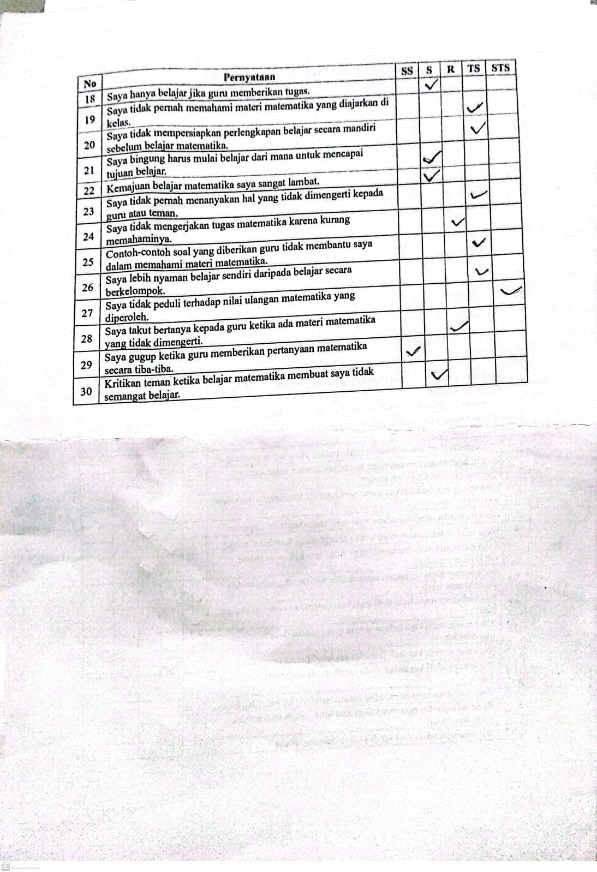 No Pernyataan SS S R TS STS
18 Saya hanya belajar jika guru memberikan tugas. ✓
19 Saya tidak pernah memahami materi matematika yang diajarkan di
kelas. ✓
20 Saya tidak mempersiapkan perlengkapan belajar secara mandiri
sebelum belajar matematika. ✓
21 Saya bingung harus mulai belajar dari mana untuk mencapai
tujuan belajar. ✓
22 Kemajuan belajar matematika saya sangat lambat. ✓
23 Saya tidak pernah menanyakan hal yang tidak dimengerti kepada
guru atau teman. ✓
24 Saya tidak mengerjakan tugas matematika karena kurang
memahaminya. ✓
25 Contoh-contoh soal yang diberikan guru tidak membantu saya
dalam memahami materi matematika. ✓
26 Saya lebih nyaman belajar sendiri daripada belajar secara
berkelompok. ✓
27 Saya tidak peduli terhadap nilai ulangan matematika yang
diperoleh. ✓
28 Saya takut bertanya kepada guru ketika ada materi matematika
yang tidak dimengerti. ✓
29 Saya gugup ketika guru memberikan pertanyaan matematika
secara tiba-tiba. ✓
30 Kritikan teman ketika belajar matematika membuat saya tidak
semangat belajar. ✓
CS